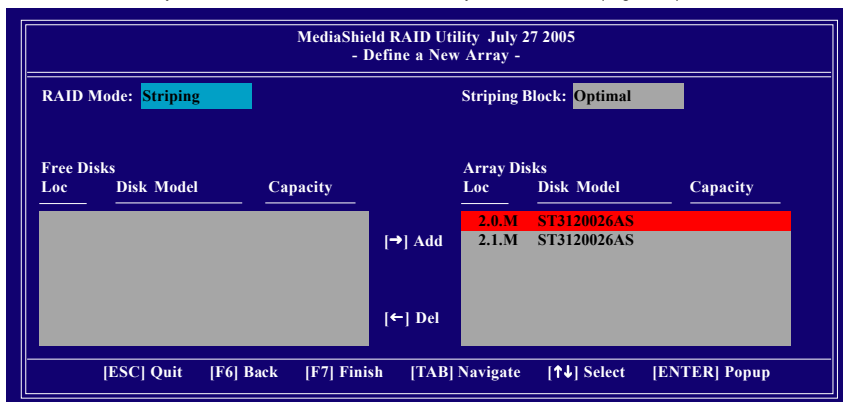 MediaShield RAID Utility July 27 2005
- Define a New Array -
RAID Mode: Striping
Striping Block: Optimal
Free Disks
Loc Disk Model Capacity
Array Disks
Loc Disk Model Capacity
[→] Add
[←] Del
2.0.M ST3120026AS
2.1.M ST3120026AS
[ESC] Quit [F6] Back [F7] Finish [TAB] Navigate [↑↓] Select [ENTER] Popup